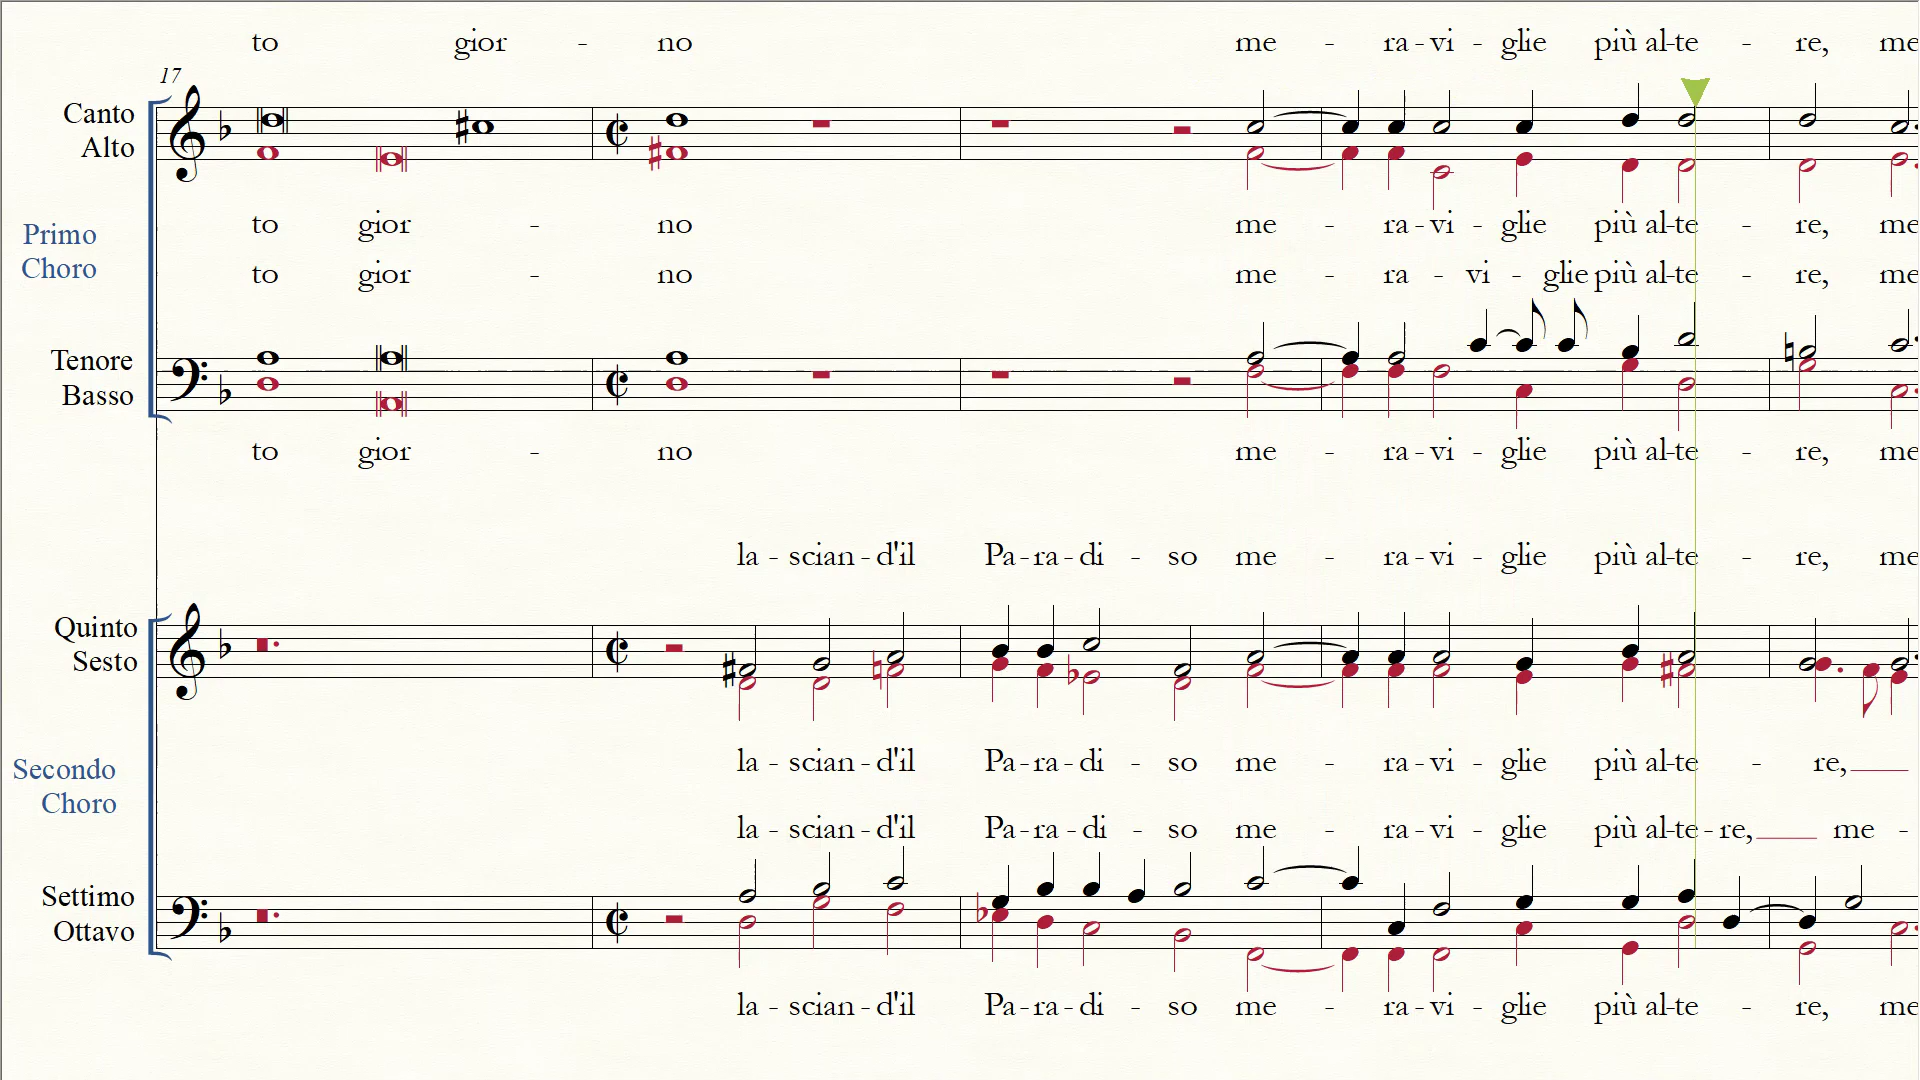 to gior - no me - ra - vi - glie più al-te - re, me
17
Canto
Alto
to gior - no me - ra - vi - glie più al-te - re, me
Primo
Choro
to gior - no me - ra - vi - glie più al-te - re, me
Tenore
Basso
to gior - no me - ra - vi - glie più al-te - re, me
la - scian - d'il Pa - ra - di - so me - ra - vi - glie più al-te - re, me
Quinto
Sesto
la - scian - d'il Pa - ra - di - so me - ra - vi - glie più al-te - re,
Secondo
Choro
la - scian - d'il Pa - ra - di - so me - ra - vi - glie più al-te - re, me -
Settimo
Ottavo
la - scian - d'il Pa - ra - di - so me - ra - vi - glie più al-te - re, me